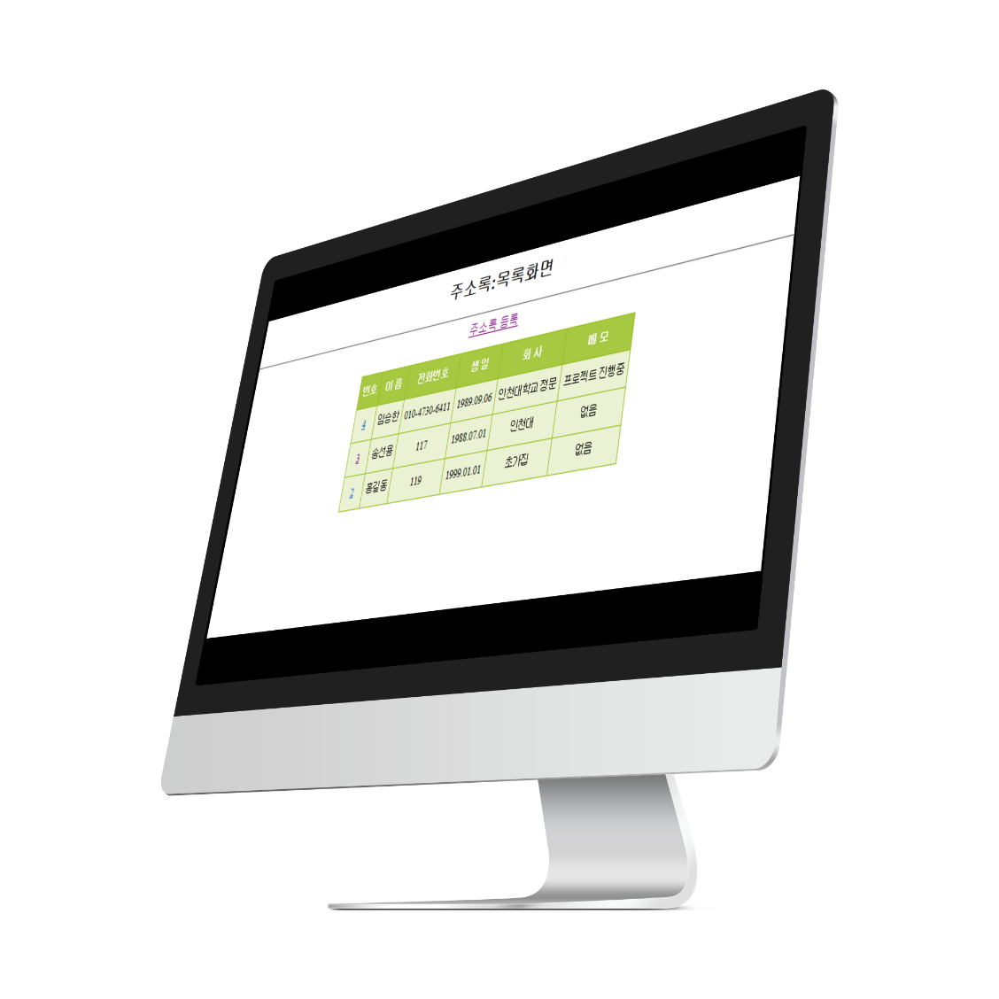 주소록:목록화면
주소록 등록
번호 이 름 전화번호 생 일 회 사 메 모
4 임승한 010-4730-6411 1989.09.06 인천대학교 정문 프로젝트 진행중
3 송선용 117 1988.07.01 인천대 없음
2 홍길동 119 1999.01.01 초가집 없음